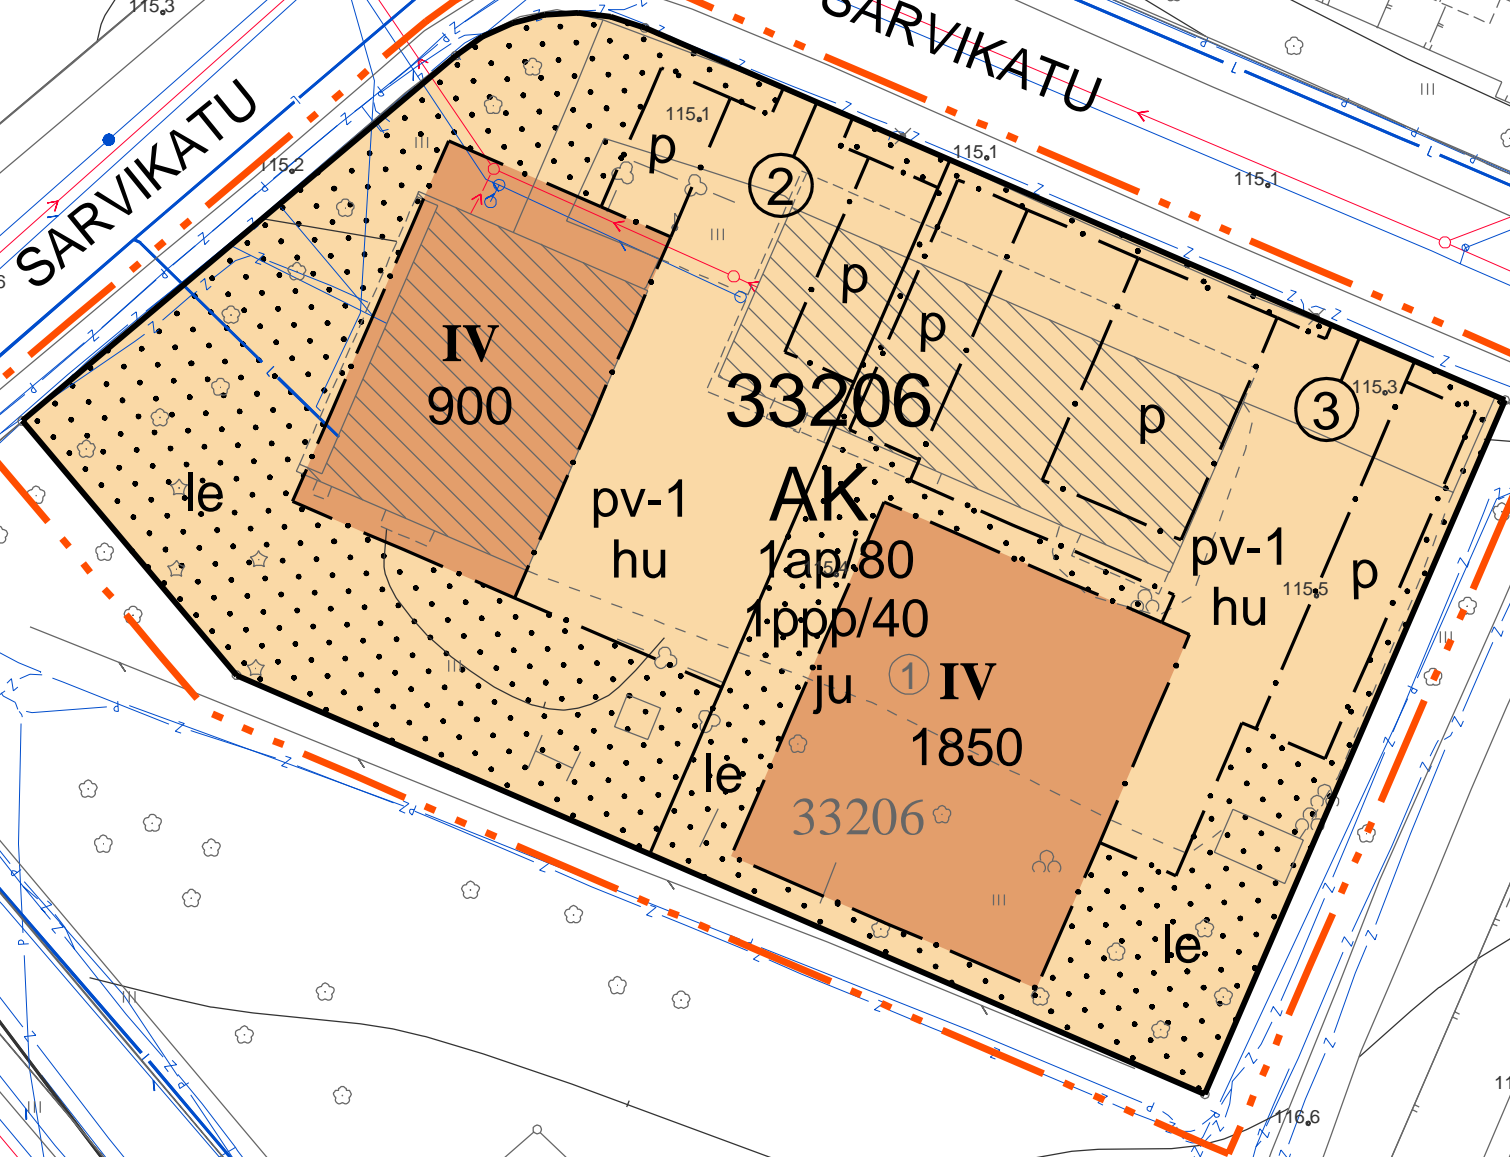 115.3
SARVIKATU
SARVIKATU
115.1
115.2
115.1
115.1
p
2
p
p
IV
900
33206
3
115.3
p
AK
le
pv-1
hu
1ap/80
1ppp/40
ju
pv-1
hu
115.5
p
1
IV
1850
le
33206
le
116.6